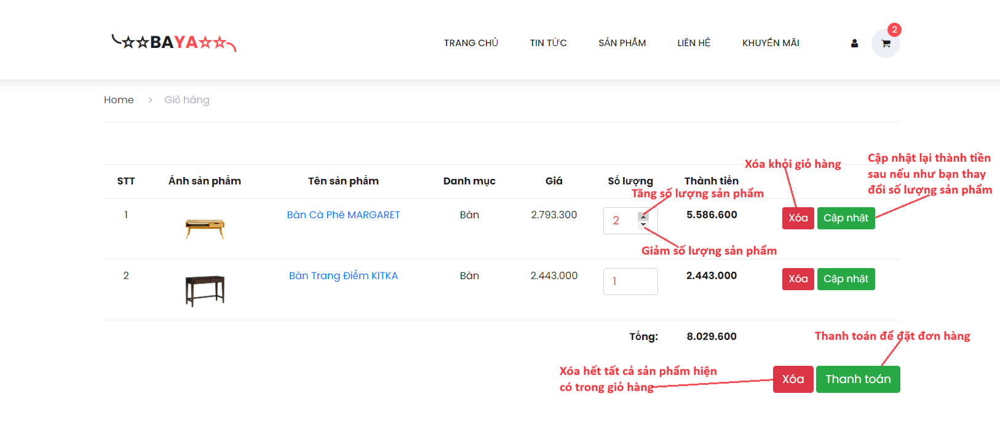 ╰☆☆BAYA☆☆╮
TRANG CHỦ TIN TỨC SẢN PHẨM LIÊN HỆ KHUYẾN MÃI 2
Home > Giỏ hàng
Xóa khỏi giỏ hàng
Cập nhật lại thành tiền
sau nếu như bạn thay
đổi số lượng sản phẩm
STT Ảnh sản phẩm Tên sản phẩm Danh mục Giá Số lượng Thành tiền
Tăng số lượng sản phẩm
1 Bàn Cà Phê MARGARET Bàn 2.793.300 2 5.586.600 Xóa Cập nhật
Giảm số lượng sản phẩm
2 Bàn Trang Điểm KITKA Bàn 2.443.000 1 2.443.000 Xóa Cập nhật
Tổng: 8.029.600
Thanh toán để đặt đơn hàng
Xóa hết tất cả sản phẩm hiện
có trong giỏ hàng
Xóa Thanh toán